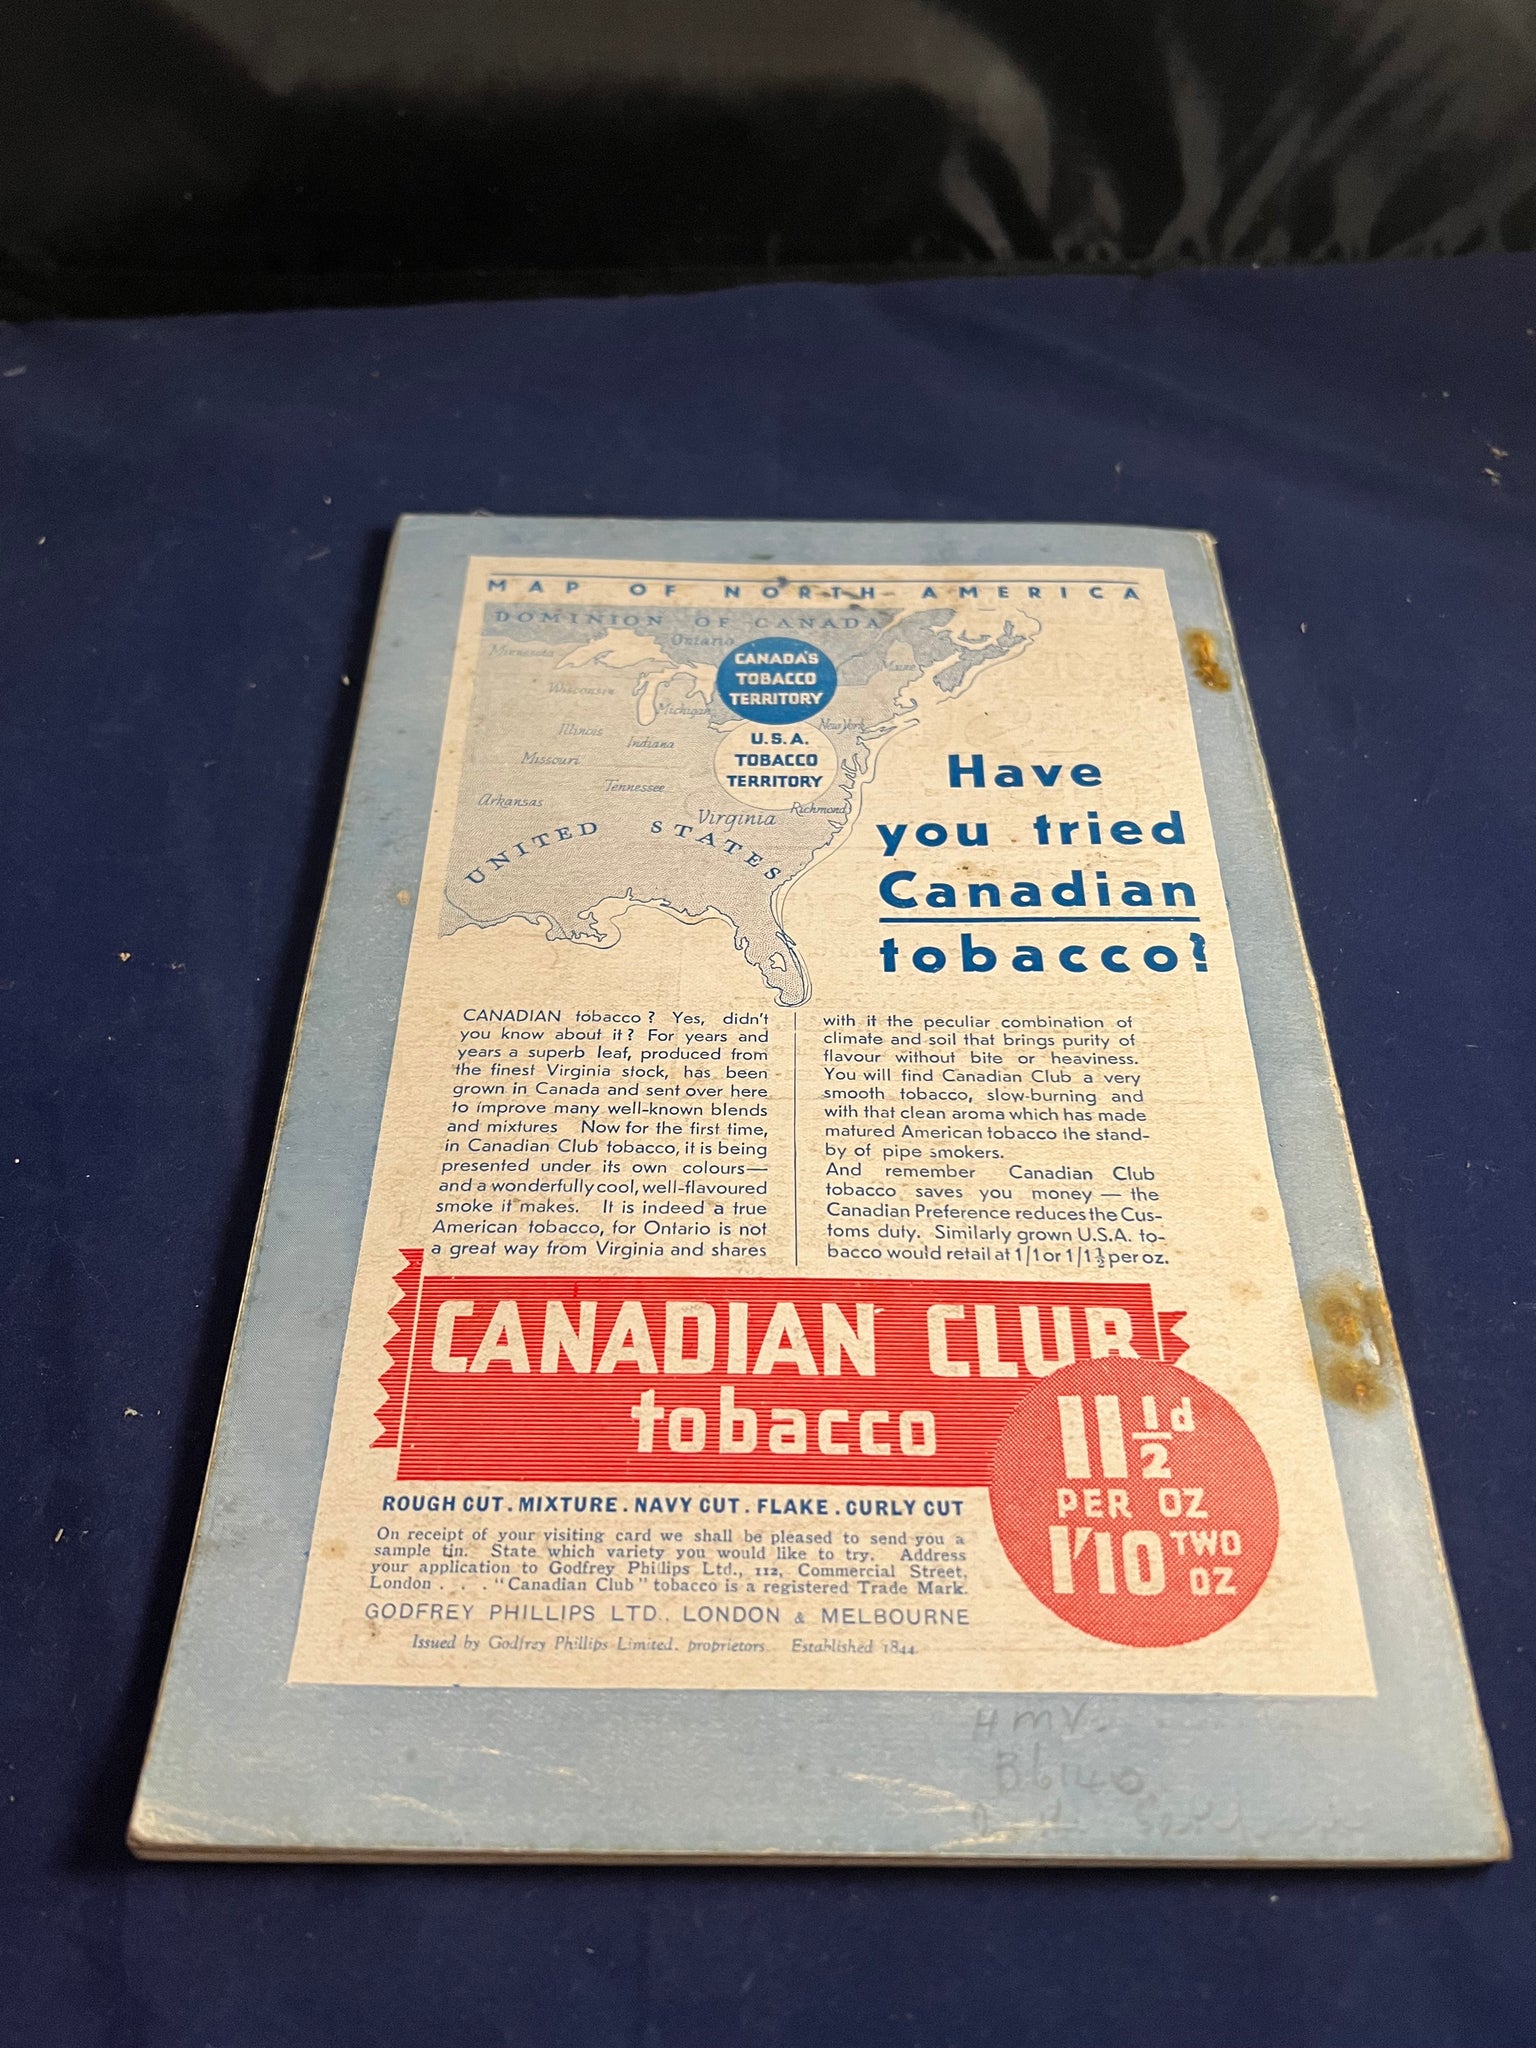 MAP OF NORTH AMERICA
DOMINION OF CANADA
Ontario
Minnesota
CANADA'S
TOBACCO
TERRITORY
Maine
Wisconsin
Michigan
New York
Illinois
Indiana
U.S.A.
TOBACCO
TERRITORY
Missouri
Tennessee
Arkansas
Virginia
Richmond
UNITED STATES
Have
you tried
Canadian
tobacco?
CANADIAN tobacco? Yes, didn't
you know about it? For years and
years a superb leaf, produced from
the finest Virginia stock, has been
grown in Canada and sent over here
to improve many well-known blends
and mixtures Now for the first time,
in Canadian Club tobacco, it is being
presented under its own colours—
and a wonderfully cool, well-flavoured
smoke it makes. It is indeed a true
American tobacco, for Ontario is not
a great way from Virginia and shares
with it the peculiar combination of
climate and soil that brings purity of
flavour without bite or heaviness.
You will find Canadian Club a very
smooth tobacco, slow-burning and
with that clean aroma which has made
matured American tobacco the stand-
by of pipe smokers.
And remember Canadian Club
tobacco saves you money — the
Canadian Preference reduces the Cus-
toms duty. Similarly grown U.S.A. to-
bacco would retail at 1/1 or 1/1½ per oz.
CANADIAN CLUB
tobacco
11½d
PER OZ
1'10 TWO
OZ
ROUGH CUT. MIXTURE. NAVY CUT. FLAKE. CURLY CUT
On receipt of your visiting card we shall be pleased to send you a
sample tin. State which variety you would like to try. Address
your application to Godfrey Phillips Ltd., 112, Commercial Street,
London . . . "Canadian Club" tobacco is a registered Trade Mark.
GODFREY PHILLIPS LTD., LONDON & MELBOURNE
Issued by Godfrey Phillips Limited, proprietors. Established 1844.
HMV.
B6140